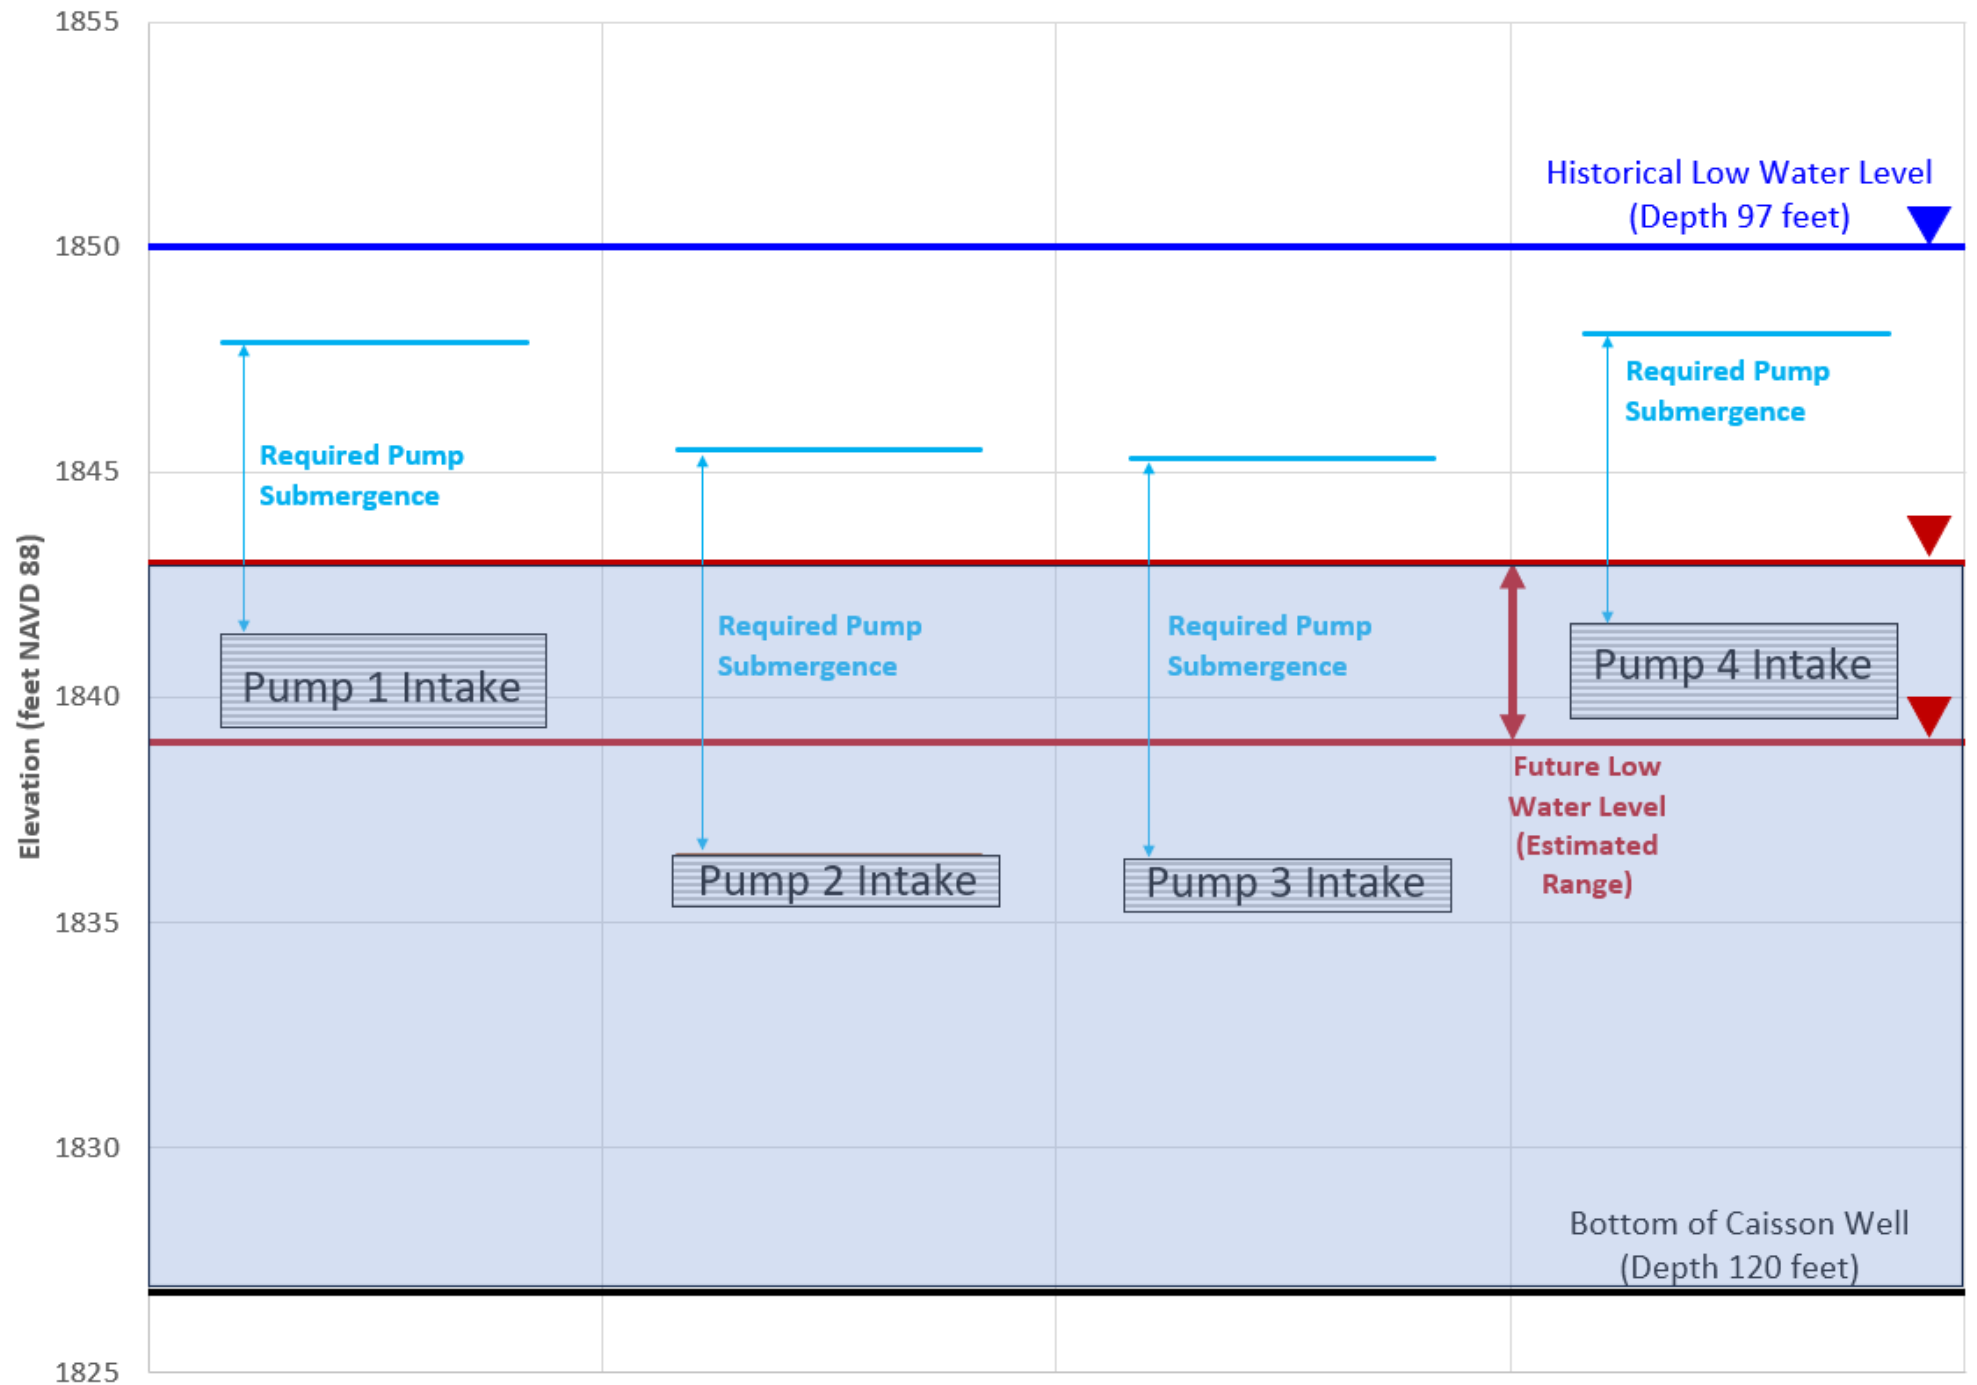 1855
Historical Low Water Level
(Depth 97 feet)
1850
Required Pump
Submergence
Required Pump
Submergence
1845
Elevation (feet NAVD 88)
Required Pump
Submergence
Required Pump
Submergence
Pump 1 Intake
Pump 4 Intake
1840
Future Low
Water Level
(Estimated
Range)
Pump 2 Intake
Pump 3 Intake
1835
1830
Bottom of Caisson Well
(Depth 120 feet)
1825